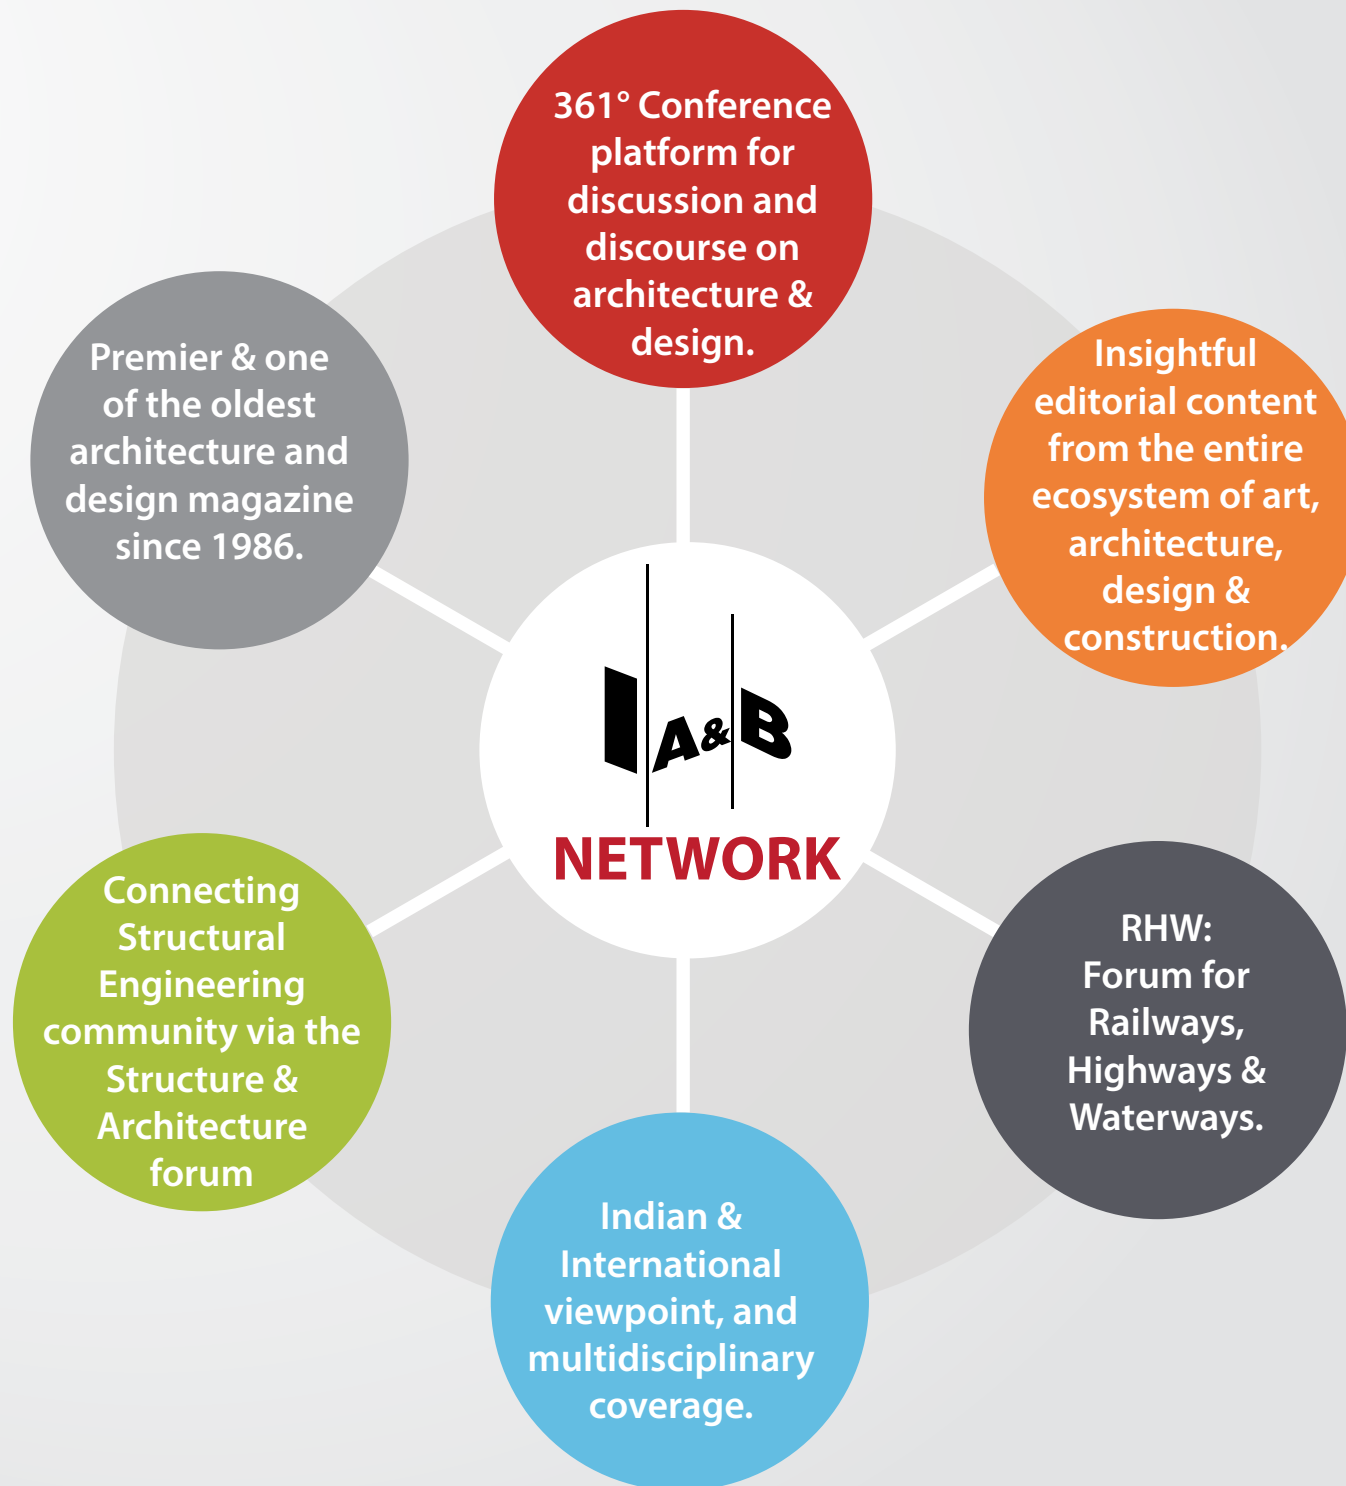 361° Conference
platform for
discussion and
discourse on
architecture &
design.
Insightful
editorial content
from the entire
ecosystem of art,
architecture,
design &
construction.
RHW:
Forum for
Railways,
Highways &
Waterways.
Indian &
International
viewpoint, and
multidisciplinary
coverage.
Connecting
Structural
Engineering
community via the
Structure &
Architecture
forum
Premier & one
of the oldest
architecture and
design magazine
since 1986.
IA&B
NETWORK